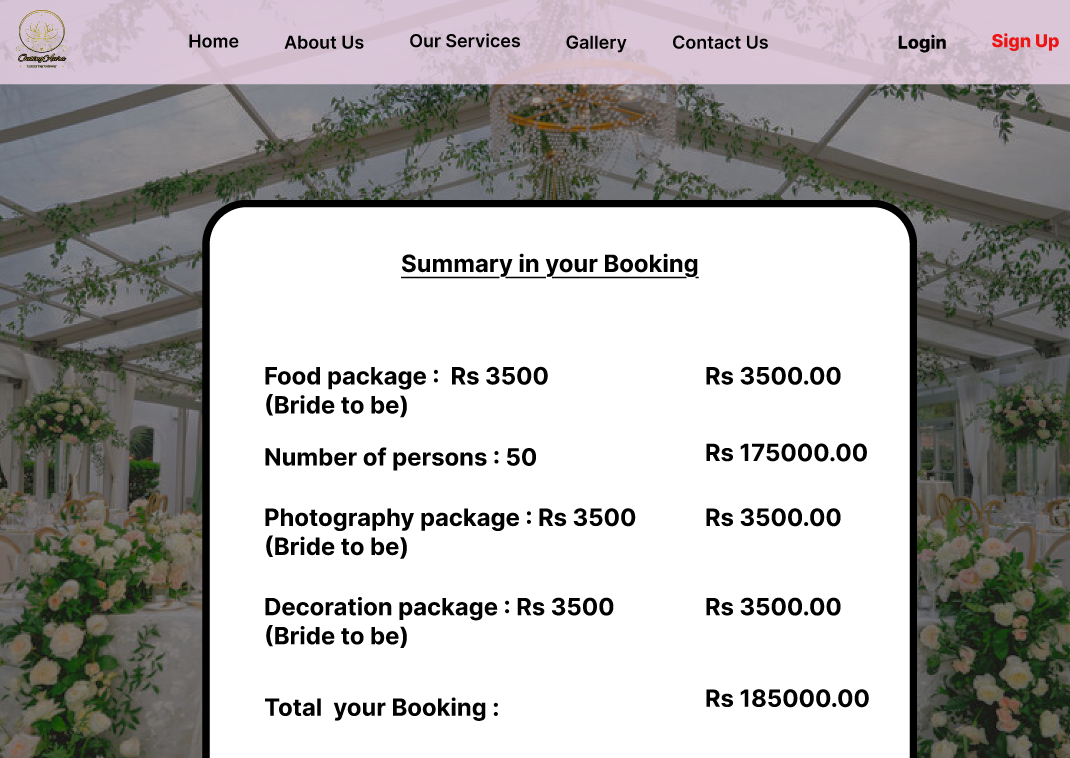 Home About Us Our Services Gallery Contact Us Login Sign Up
Summary in your Booking
Food package :  Rs 3500 Rs 3500.00
(Bride to be)
Number of persons : 50 Rs 175000.00
Photography package : Rs 3500 Rs 3500.00
(Bride to be)
Decoration package : Rs 3500 Rs 3500.00
(Bride to be)
Total  your Booking : Rs 185000.00